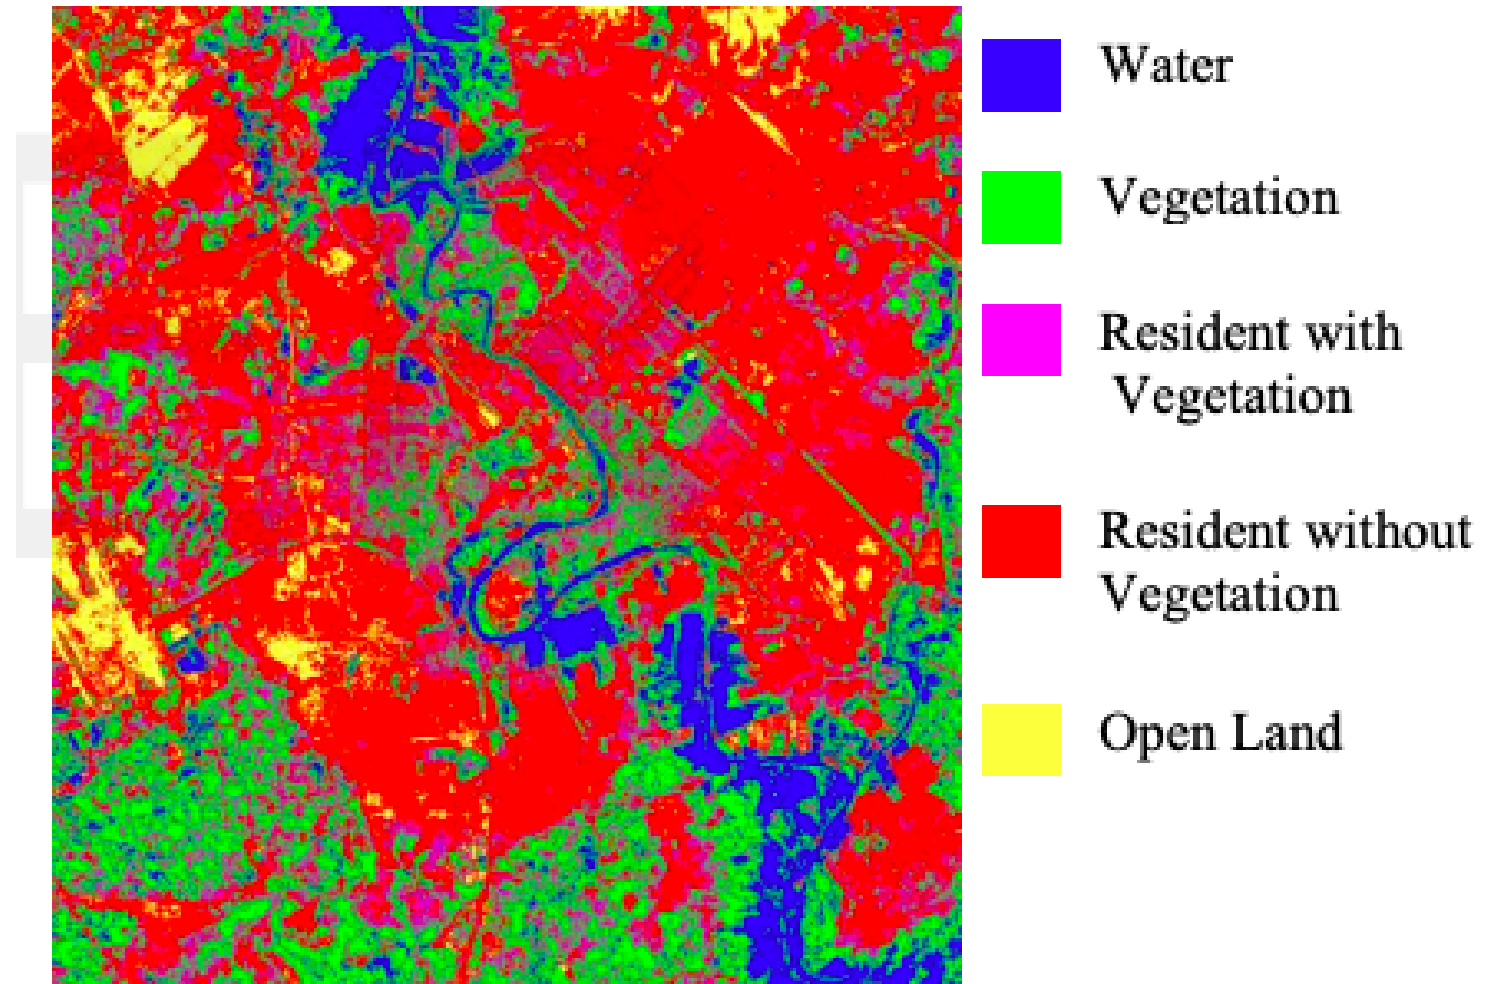 Water
Vegetation
Resident with
Vegetation
Resident without
Vegetation
Open Land